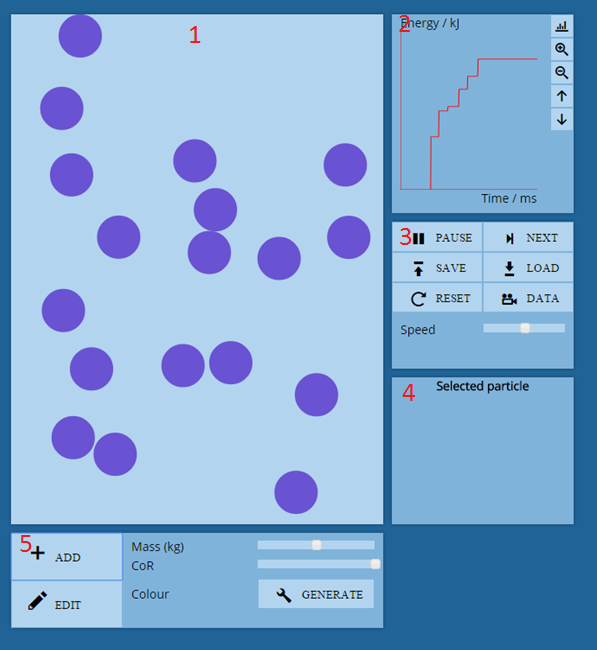 1
2
Energy / kJ
Time / ms
3
PAUSE
NEXT
SAVE
LOAD
RESET
DATA
Speed
4
Selected particle
5
ADD
Mass (kg)
CoR
EDIT
Colour
GENERATE